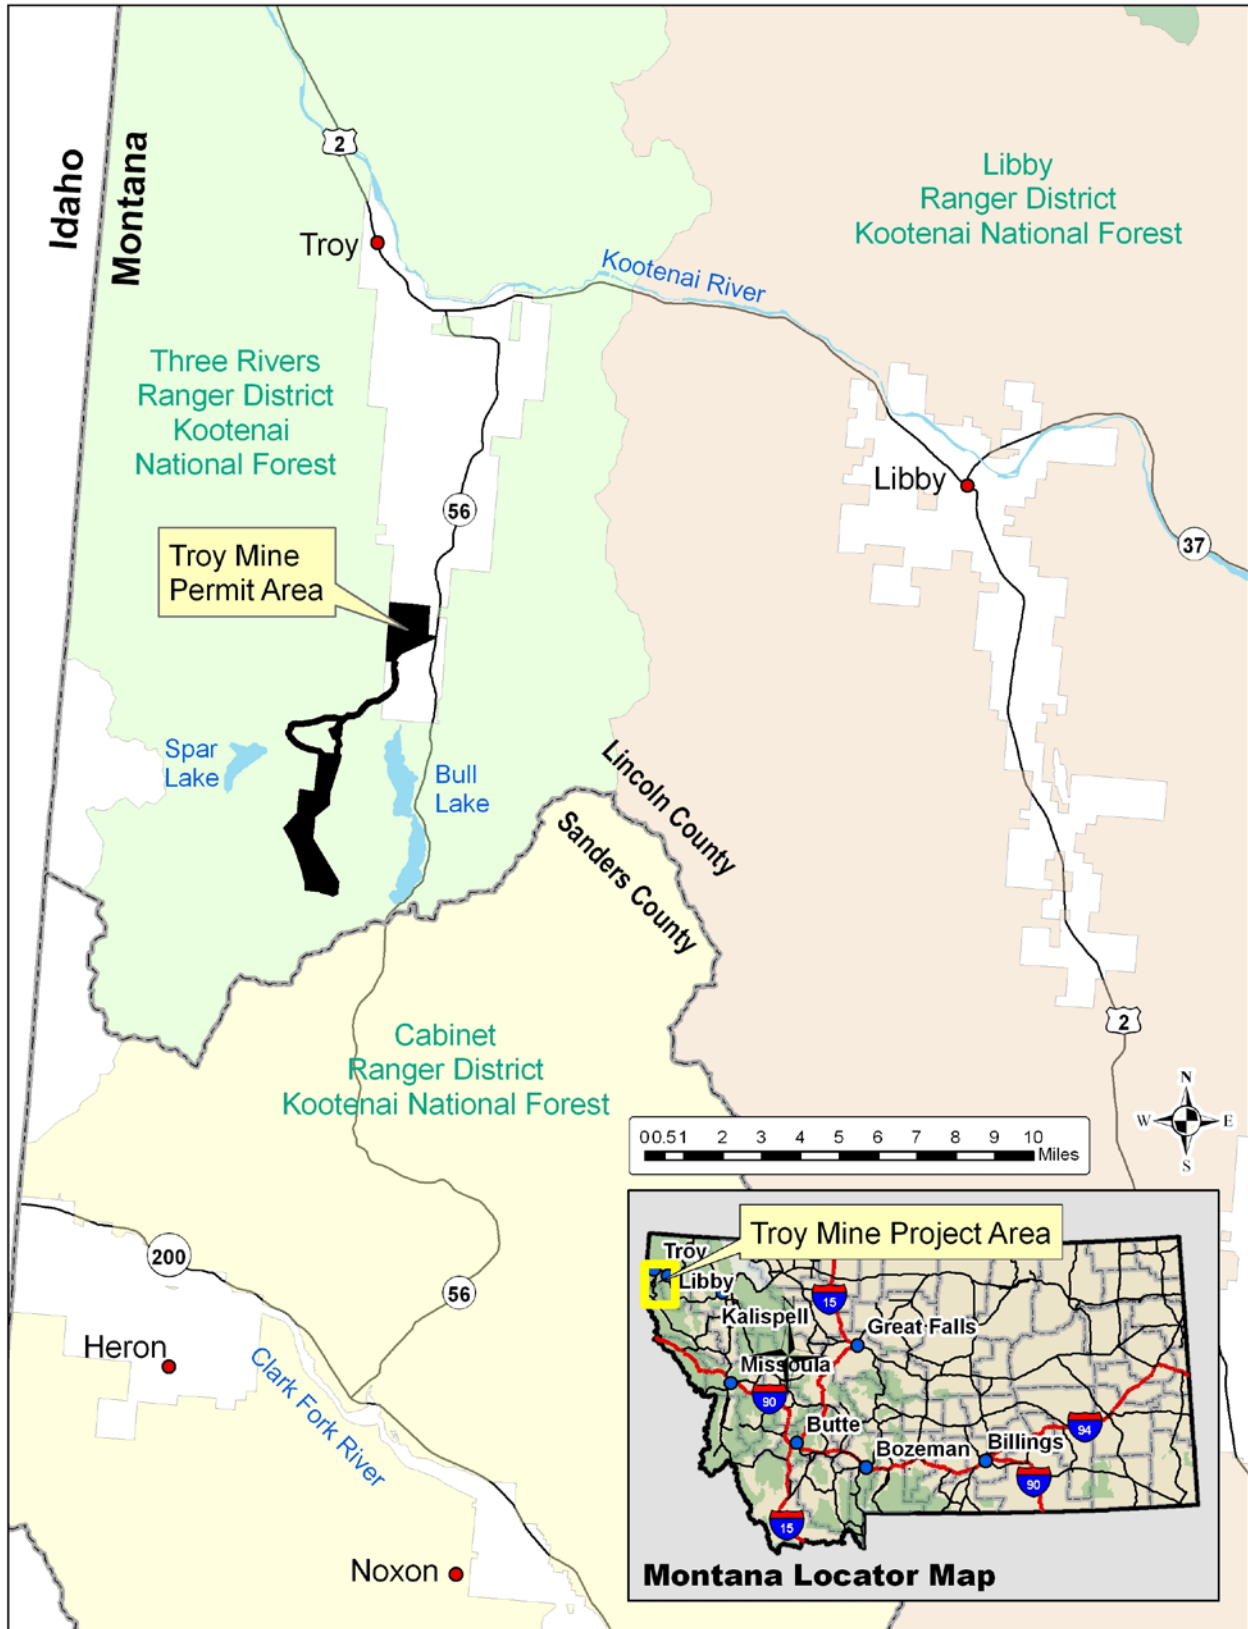 Idaho
Montana
2
Troy
Libby
Ranger District
Kootenai National Forest
Kootenai River
Three Rivers
Ranger District
Kootenai
National Forest
Libby
56
37
Troy Mine
Permit Area
Spar
Lake
Bull
Lake
Lincoln County
Sanders County
2
Cabinet
Ranger District
Kootenai National Forest
N
W
E
S
0 0.5 1 2 3 4 5 6 7 8 9 10
Miles
200
56
Heron
Clark Fork River
Noxon
Troy Mine Project Area
Troy
Libby
Kalispell
15
Great Falls
Missoula
90
Butte
94
Bozeman
Billings
90
15
Montana Locator Map